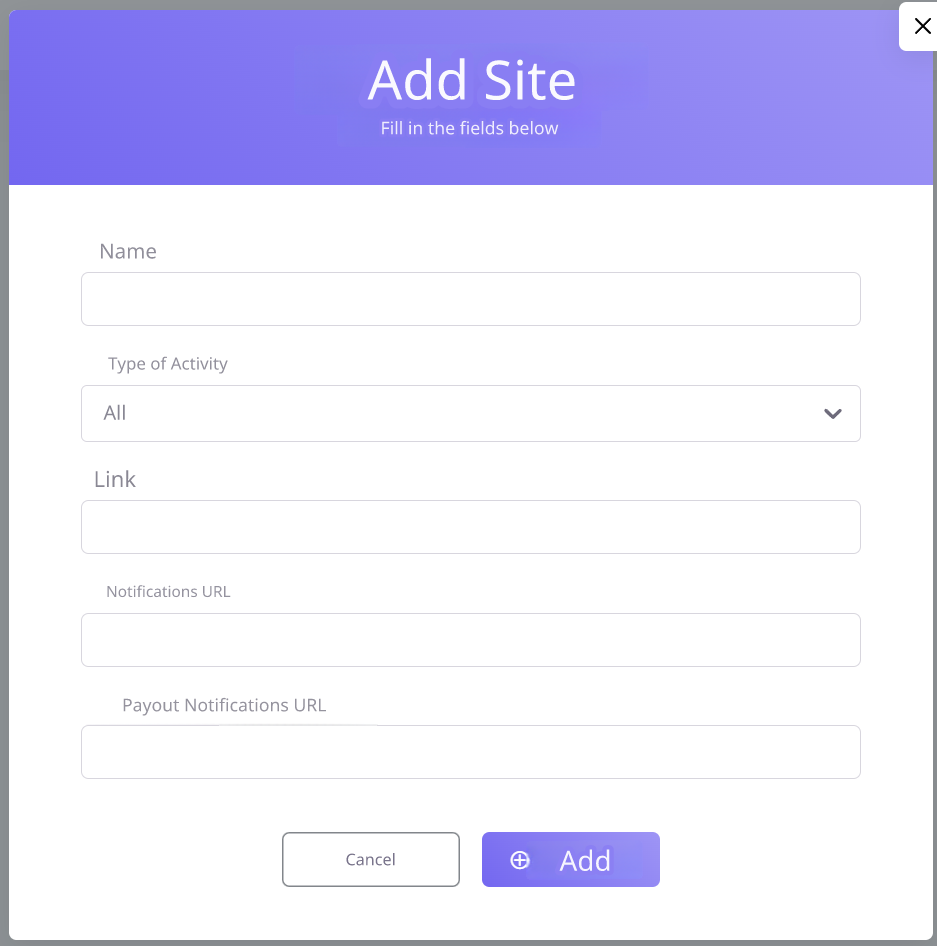 Add Site
Fill in the fields below
Name
Type of Activity
All
Link
Notifications URL
Payout Notifications URL
Cancel
Add